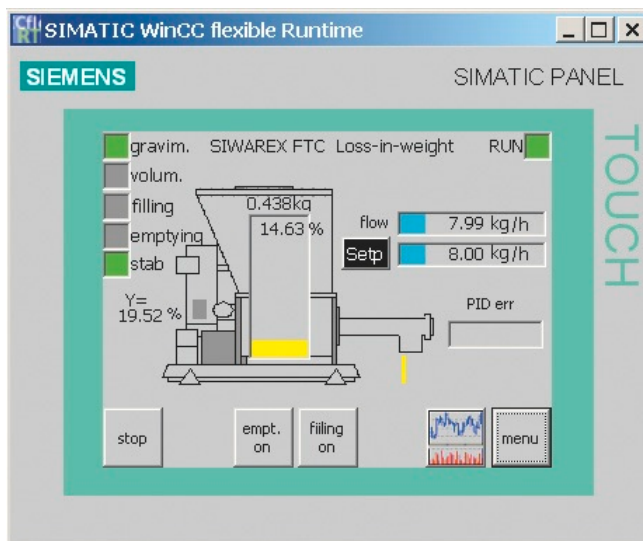 SIMATIC WinCC flexible Runtime
SIEMENS
SIMATIC PANEL
TOUCH
gravim. SIWAREX FTC Loss-in-weight RUN
volum.
filling
emptying
stab
0.438kg
14.63 %
flow 7.99 kg/h
Setp 8.00 kg/h
Y=
19.52 %
PID err
stop
empt.
on
fiiling
on
menu